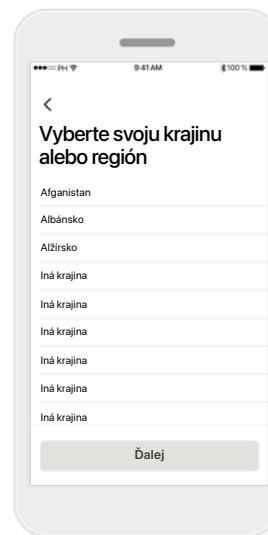 PH 9:41 AM 100 %
Vyberte svoju krajinu
alebo región
Afganistan
Albánsko
Alžírsko
Iná krajina
Iná krajina
Iná krajina
Iná krajina
Iná krajina
Iná krajina
Ďalej